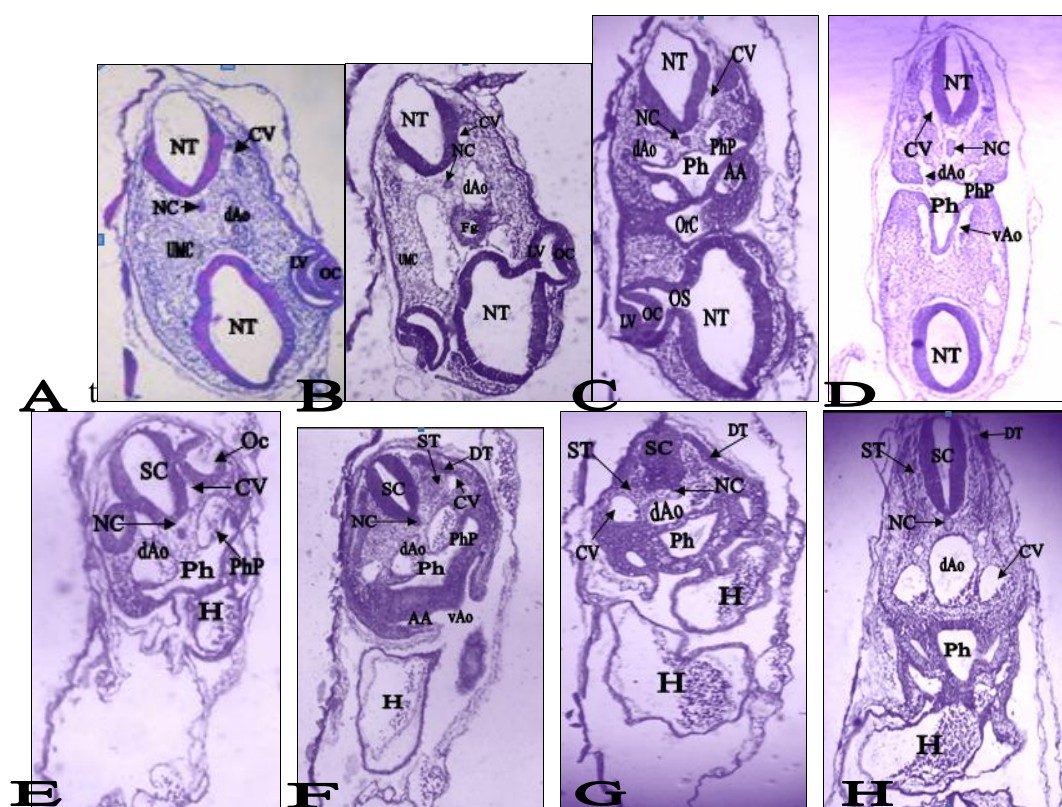 NT
CV
NC
dAo
UMC
LV
OC
NT
t
A
NT
CV
NC
dAo
Fg
UMC
LV
OC
NT
B
NT
CV
NC
PhP
dAo
Ph
AA
OrC
OS
OC
LV
NT
C
NT
CV
NC
dAo
PhP
Ph
vAo
NT
D
Oc
SC
CV
NC
dAo
Ph
PhP
H
E
ST
DT
SC
CV
NC
PhP
dAo
Ph
AA
vAo
H
F
DT
SC
ST
NC
dAo
CV
Ph
H
H
G
DT
SC
ST
NC
dAo
CV
Ph
H
H